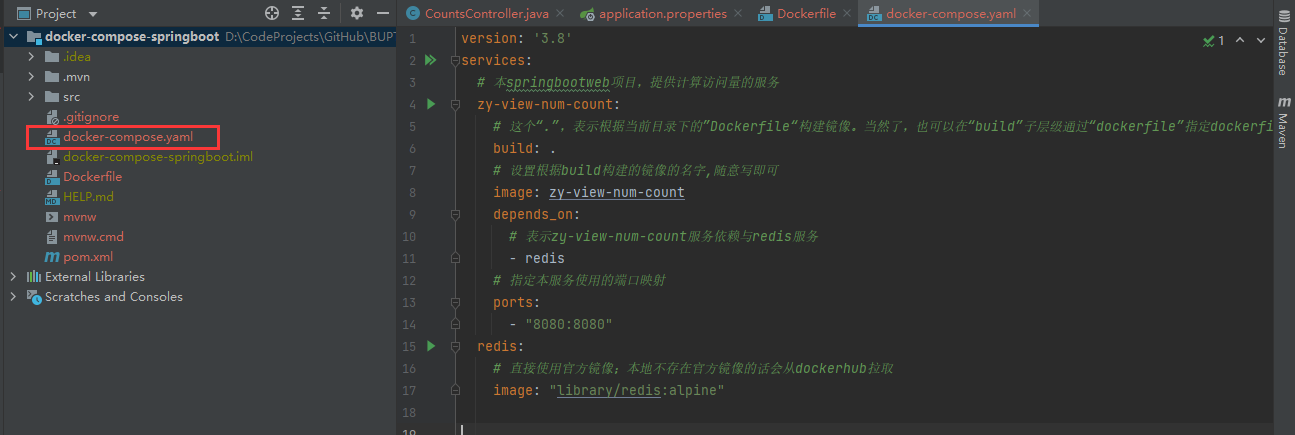 Project
docker-compose-springboot D:\CodeProjects\GitHub\BUPT
.idea
.mvn
src
.gitignore
docker-compose.yaml
docker-compose-springboot.iml
Dockerfile
HELP.md
mvnw
mvnw.cmd
pom.xml
External Libraries
Scratches and Consoles
CountsController.java application.properties Dockerfile docker-compose.yaml
1 version: '3.8'
2 services:
3 # 本springbootweb项目，提供计算访问量的服务
4 zy-view-num-count:
5 # 这个“.”，表示根据当前目录下的”Dockerfile“构建镜像. 当然了，也可以在“build”子层级通过“dockerfile”指定dockerfi
6 build: .
7 # 设置根据build构建的镜像的名字,随意写即可
8 image: zy-view-num-count
9 depends_on:
10 # 表示zy-view-num-count服务依赖与redis服务
11 - redis
12 # 指定本服务使用的端口映射
13 ports:
14 - "8080:8080"
15 redis:
16 # 直接使用官方镜像；本地不存在官方镜像的话会从dockerhub拉取
17 image: "library/redis:alpine"
18
19
1
Database
Maven